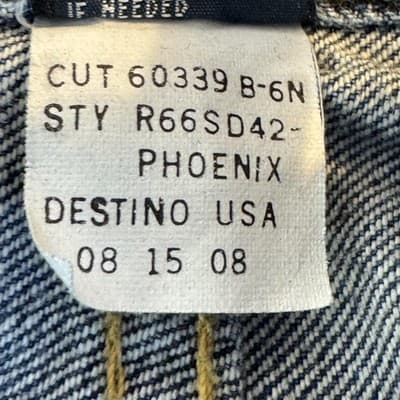 IF NEEDED
CUT 60339 B-6N
STY R66SD42-
PHOENIX
DESTINO USA
08 15 08